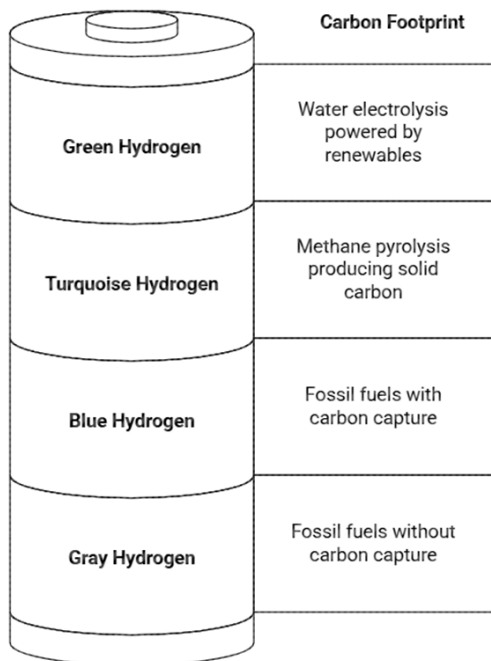 Carbon Footprint
Green Hydrogen
Water electrolysis
powered by
renewables
Turquoise Hydrogen
Methane pyrolysis
producing solid
carbon
Blue Hydrogen
Fossil fuels with
carbon capture
Gray Hydrogen
Fossil fuels without
carbon capture